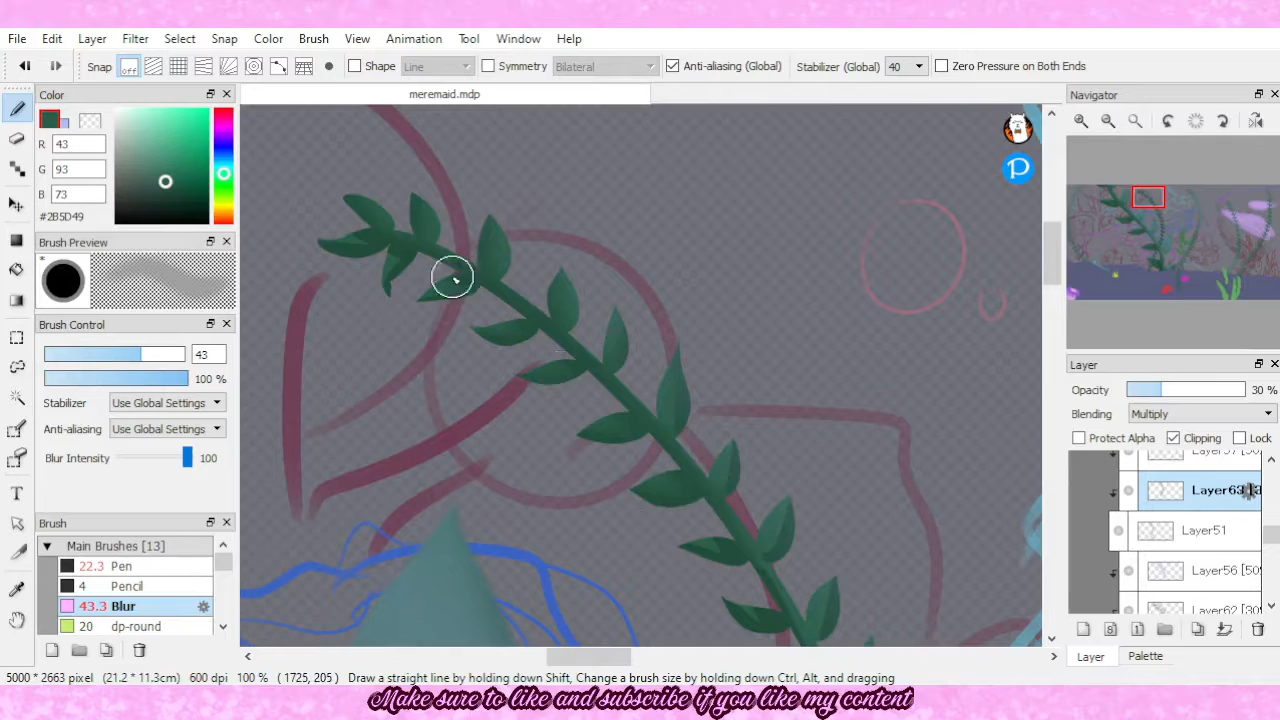 File Edit Layer Filter Select Snap Color Brush View Animation Tool Window Help
Snap off Shape Line Symmetry Bilateral Anti-aliasing (Global) Stabilizer (Global) 40 Zero Pressure on Both Ends
Color
meremaid.mdp
Navigator
R 43
G 93
B 73
#2B5D49
Brush Preview
*
Brush Control
43
100 %
Stabilizer Use Global Settings
Anti-aliasing Use Global Settings
Blur Intensity 100
Brush
Main Brushes [13]
22.3 Pen
4 Pencil
43.3 Blur
20 dp-round
Layer
Opacity 30 %
Blending Multiply
Protect Alpha Clipping Lock
Layer51
Layer Palette
5000 * 2663 pixel (21.2 * 11.3cm) 600 dpi 100 % ( 1725, 205) Draw a straight line by holding down Shift, Change a brush size by holding down Ctrl, Alt, and dragging
Make sure to like and subscribe if you like my content